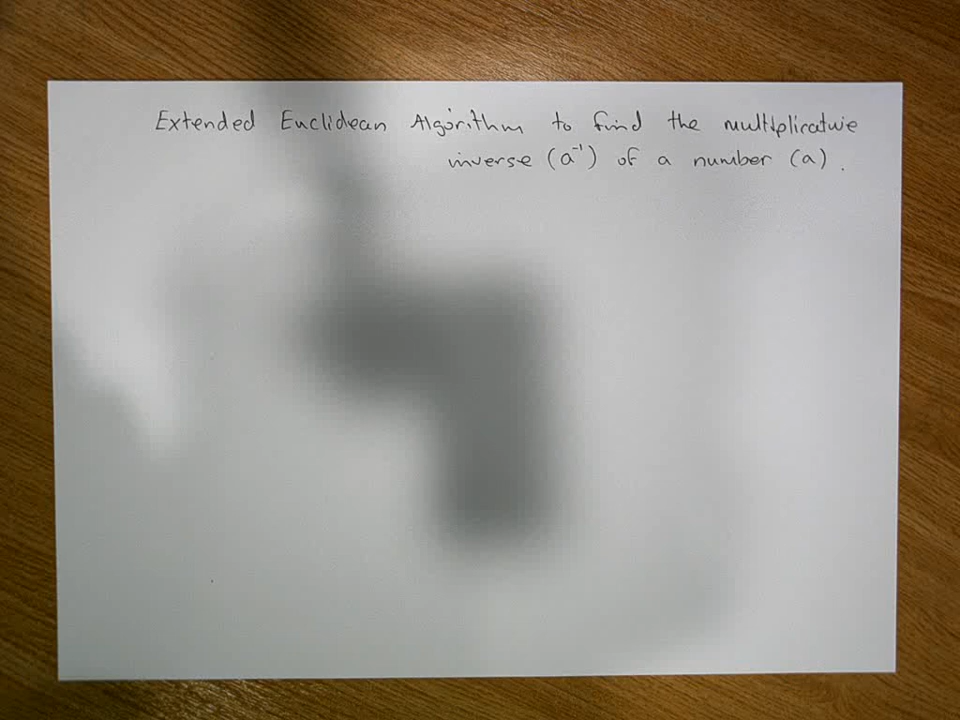 Extended Euclidean Algorithm to find the multiplicative
inverse (a⁻¹) of a number (a).